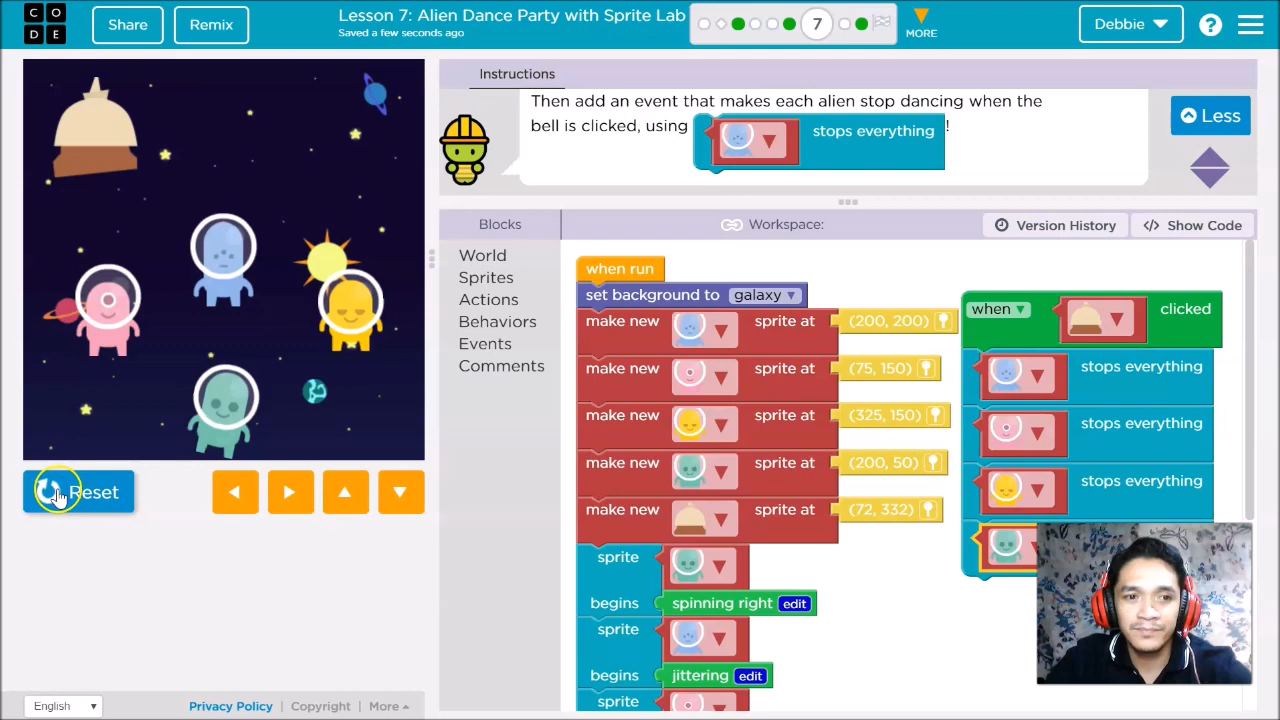 C O
D E
Share
Remix
Lesson 7: Alien Dance Party with Sprite Lab
Saved a few seconds ago
7
MORE
Debbie
?
Instructions
Then add an event that makes each alien stop dancing when the
bell is clicked, using stops everything !
Less
Blocks
Workspace:
Version History
</> Show Code
World
Sprites
Actions
Behaviors
Events
Comments
when run
set background to galaxy
make new sprite at (200, 200)
make new sprite at (75, 150)
make new sprite at (325, 150)
make new sprite at (200, 50)
make new sprite at (72, 332)
sprite
begins spinning right edit
sprite
begins jittering edit
sprite
when clicked
stops everything
stops everything
stops everything
Reset
English
Privacy Policy | Copyright | More